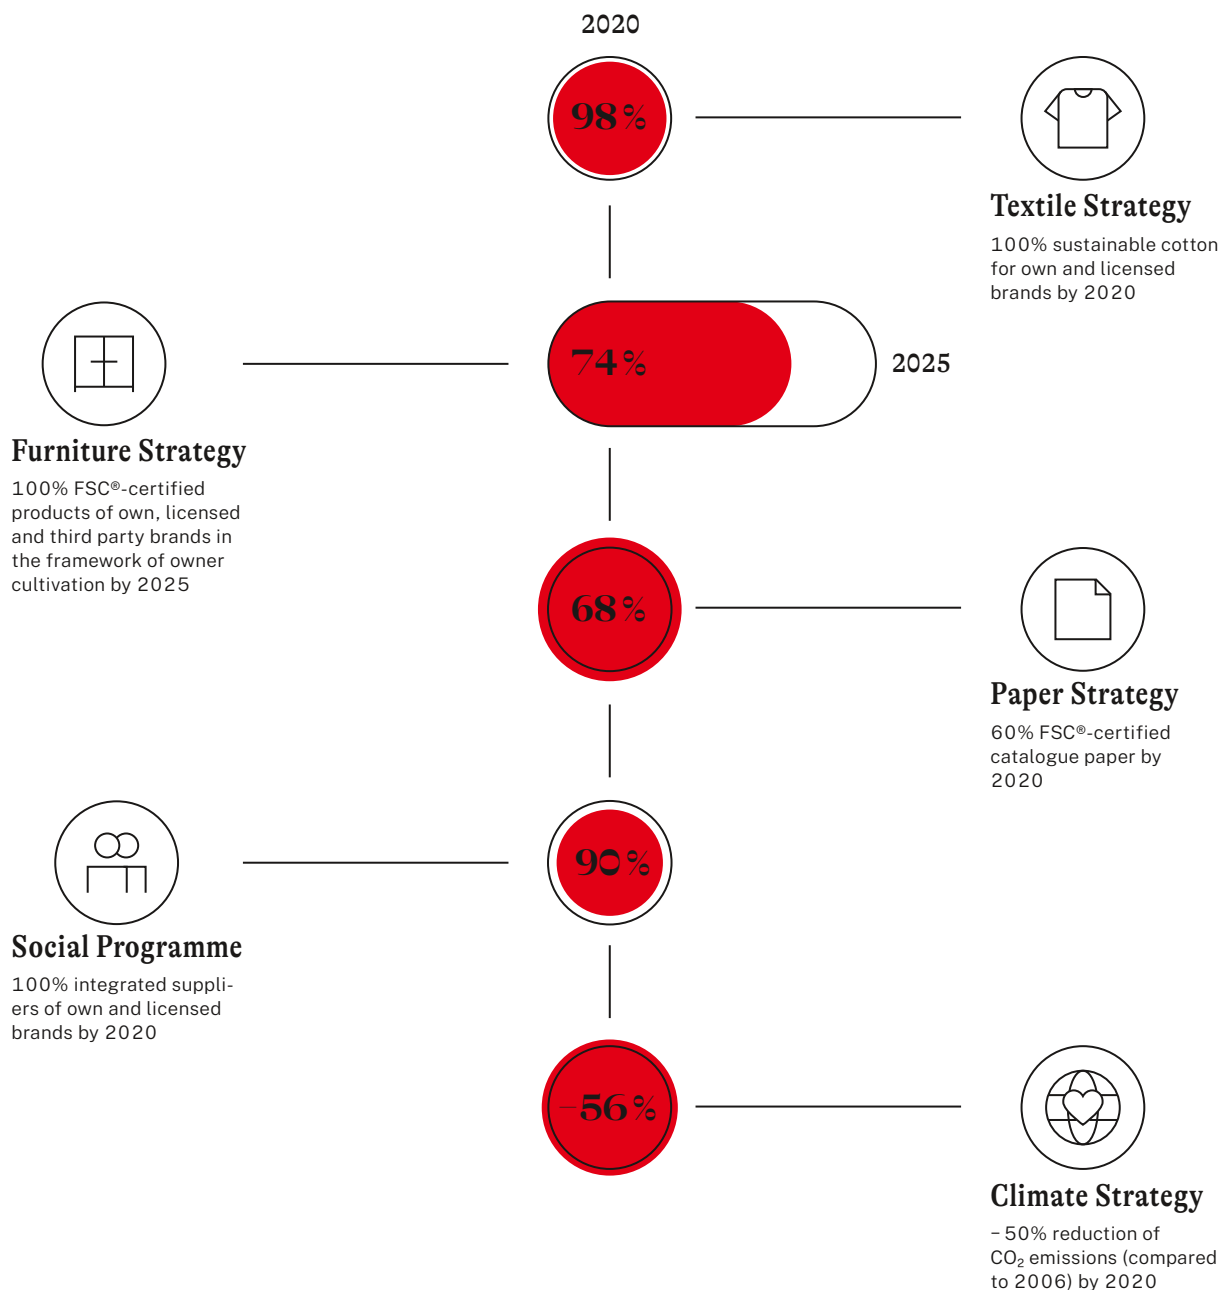 2020
98%
Textile Strategy
100% sustainable cotton
for own and licensed
brands by 2020
74%
2025
Furniture Strategy
100% FSC®-certified
products of own, licensed
and third party brands in
the framework of owner
cultivation by 2025
68%
Paper Strategy
60% FSC®-certified
catalogue paper by
2020
90%
Social Programme
100% integrated suppli-
ers of own and licensed
brands by 2020
–56%
Climate Strategy
– 50% reduction of
CO₂ emissions (compared
to 2006) by 2020